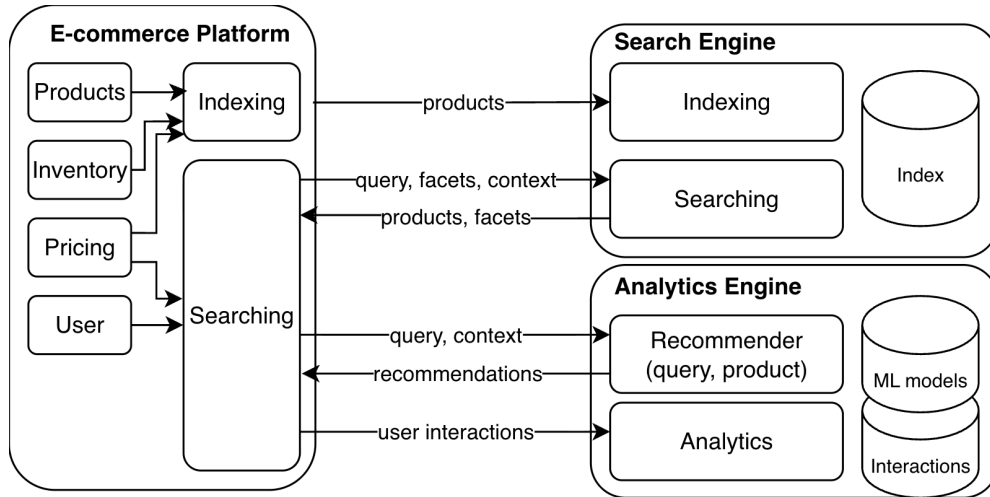 E-commerce Platform
Products
Inventory
Pricing
User
Indexing
Searching
products
query, facets, context
products, facets
query, context
recommendations
user interactions
Search Engine
Indexing
Searching
Index
Analytics Engine
Recommender
(query, product)
Analytics
ML models
Interactions